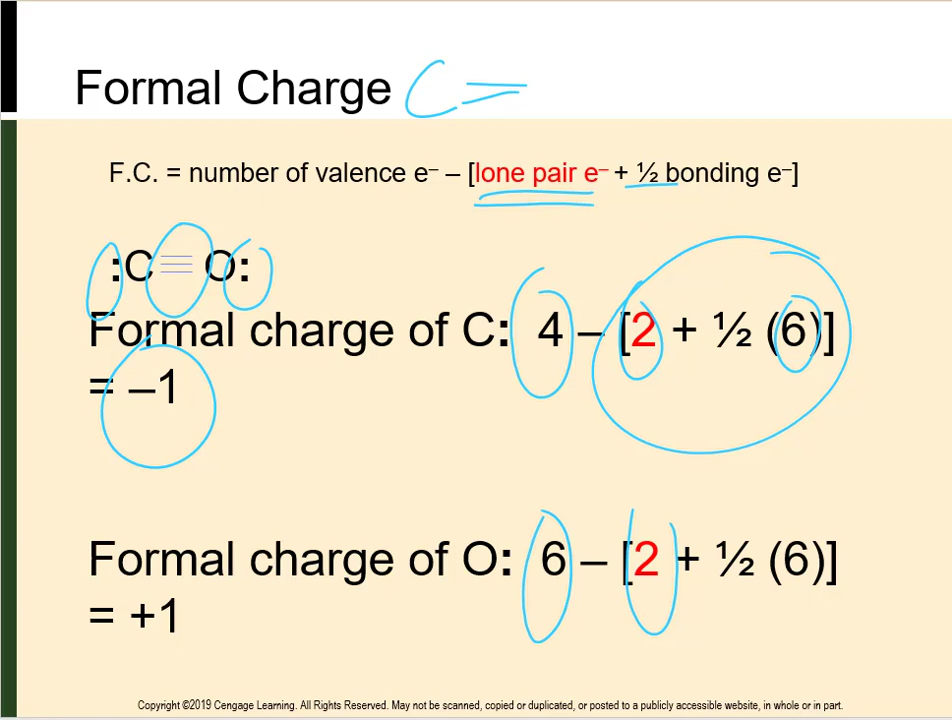 Formal Charge C =
F.C. = number of valence e⁻ – [lone pair e⁻ + ½ bonding e⁻]
:C≡O:
Formal charge of C: 4 – [2 + ½ (6)]
= –1
Formal charge of O: 6 – [2 + ½ (6)]
= +1
Copyright ©2019 Cengage Learning. All Rights Reserved. May not be scanned, copied or duplicated, or posted to a publicly accessible website, in whole or in part.